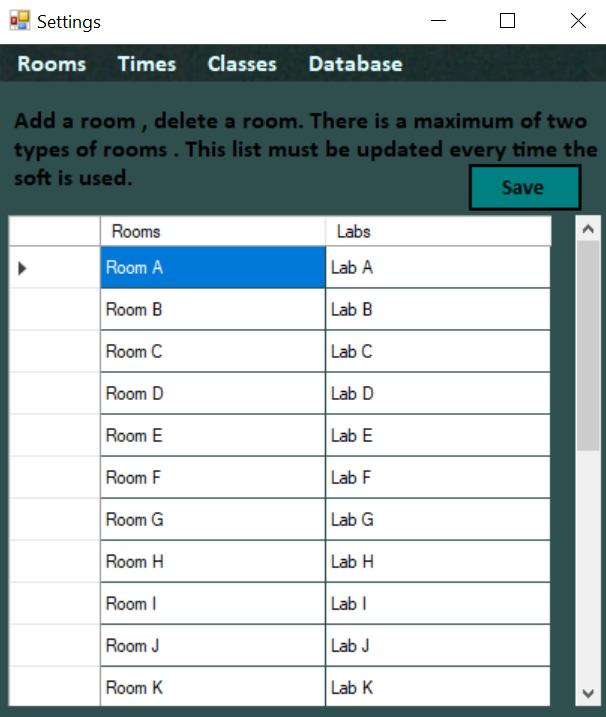 Settings
Rooms Times Classes Database
Add a room , delete a room. There is a maximum of two
types of rooms . This list must be updated every time the
soft is used.
Save
Rooms Labs
Room A Lab A
Room B Lab B
Room C Lab C
Room D Lab D
Room E Lab E
Room F Lab F
Room G Lab G
Room H Lab H
Room I Lab I
Room J Lab J
Room K Lab K